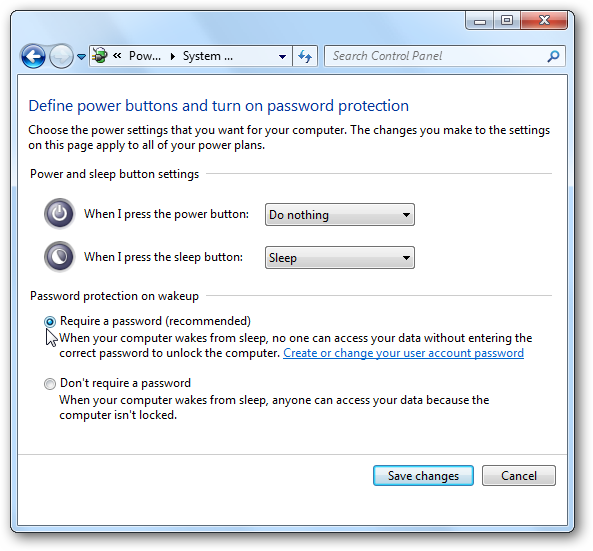 « Pow... System ... Search Control Panel
Define power buttons and turn on password protection
Choose the power settings that you want for your computer. The changes you make to the settings
on this page apply to all of your power plans.
Power and sleep button settings
When I press the power button: Do nothing
When I press the sleep button: Sleep
Password protection on wakeup
Require a password (recommended)
When your computer wakes from sleep, no one can access your data without entering the
correct password to unlock the computer. Create or change your user account password
Don't require a password
When your computer wakes from sleep, anyone can access your data because the
computer isn't locked.
Save changes Cancel